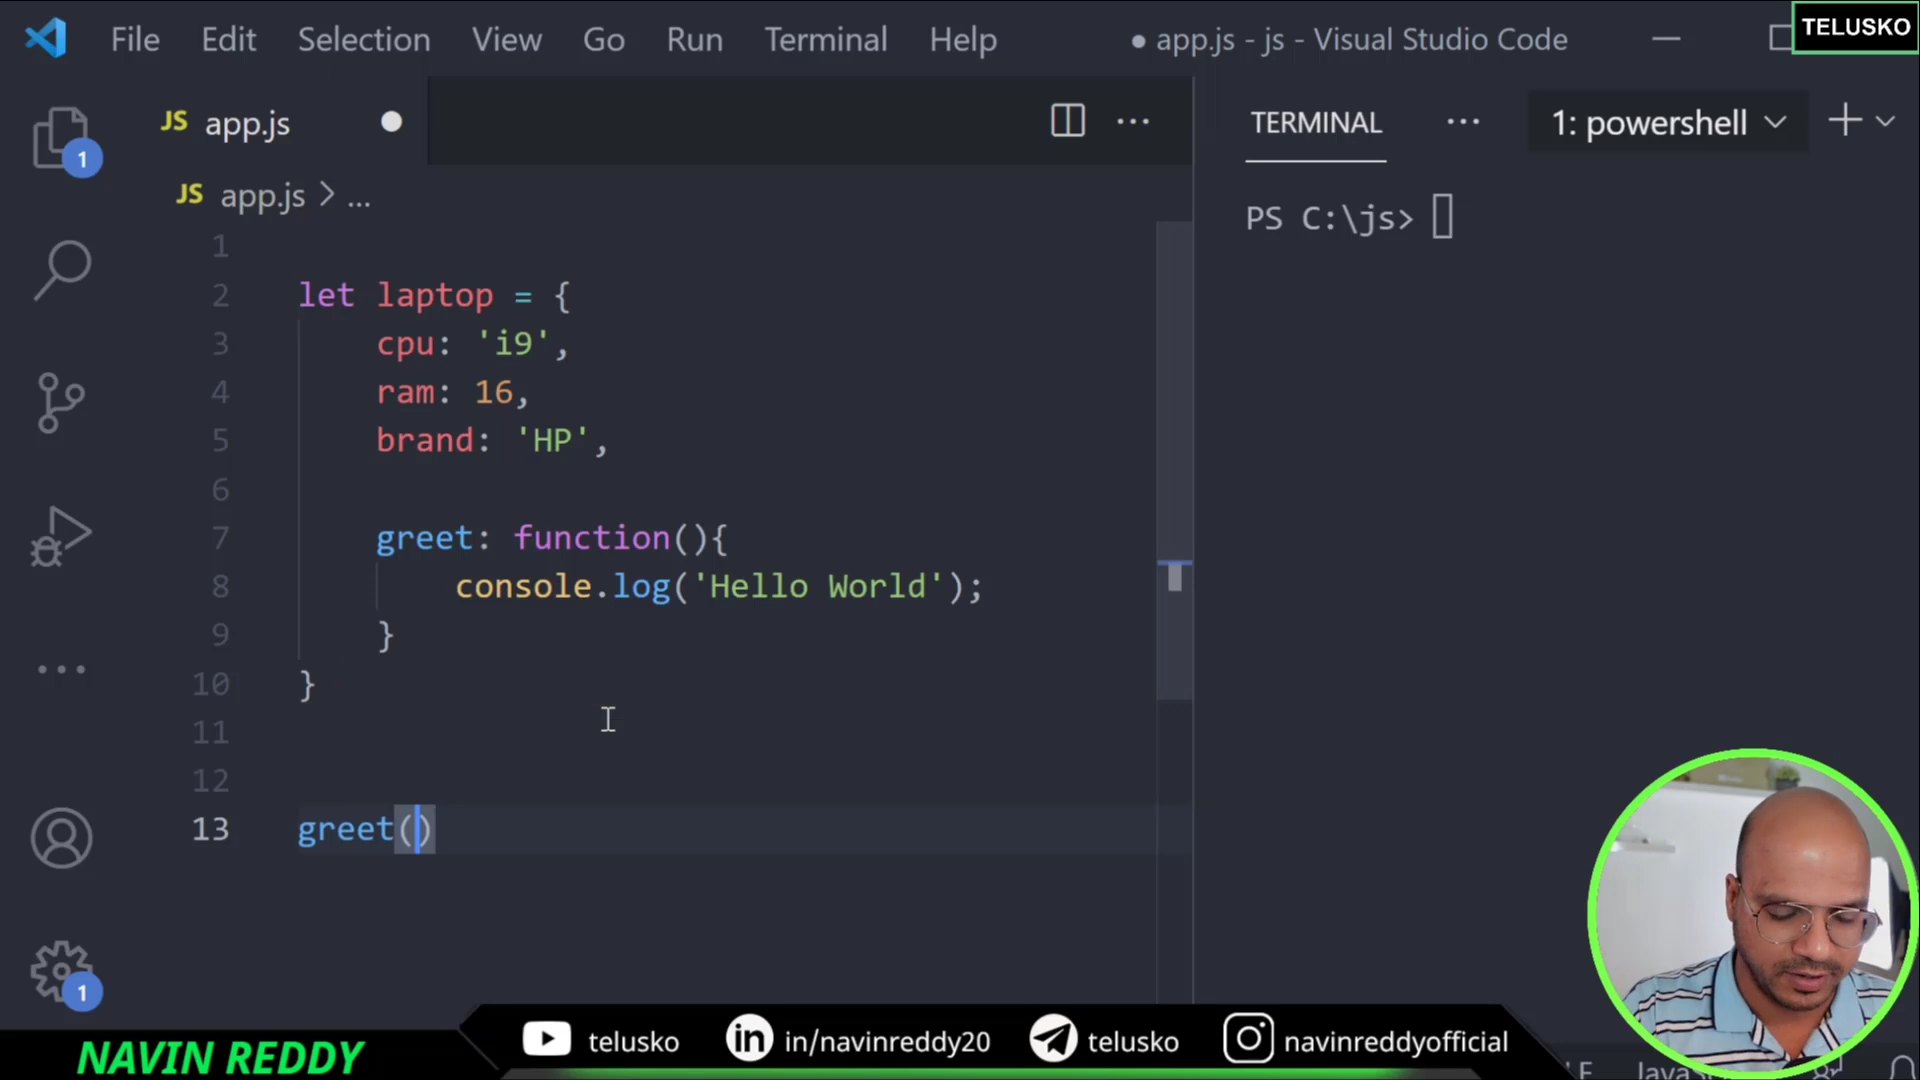 File Edit Selection View Go Run Terminal Help ● app.js - js - Visual Studio Code
TELUSKO
JS app.js ●
TERMINAL ··· 1: powershell
JS app.js > ...
PS C:\js>
1
2 let laptop = {
3 cpu: 'i9',
4 ram: 16,
5 brand: 'HP',
6
7 greet: function(){
8 console.log('Hello World');
9 }
10 }
11
12
13 greet()
1
1
NAVIN REDDY
telusko
in in/navinreddy20
telusko
navinreddyofficial